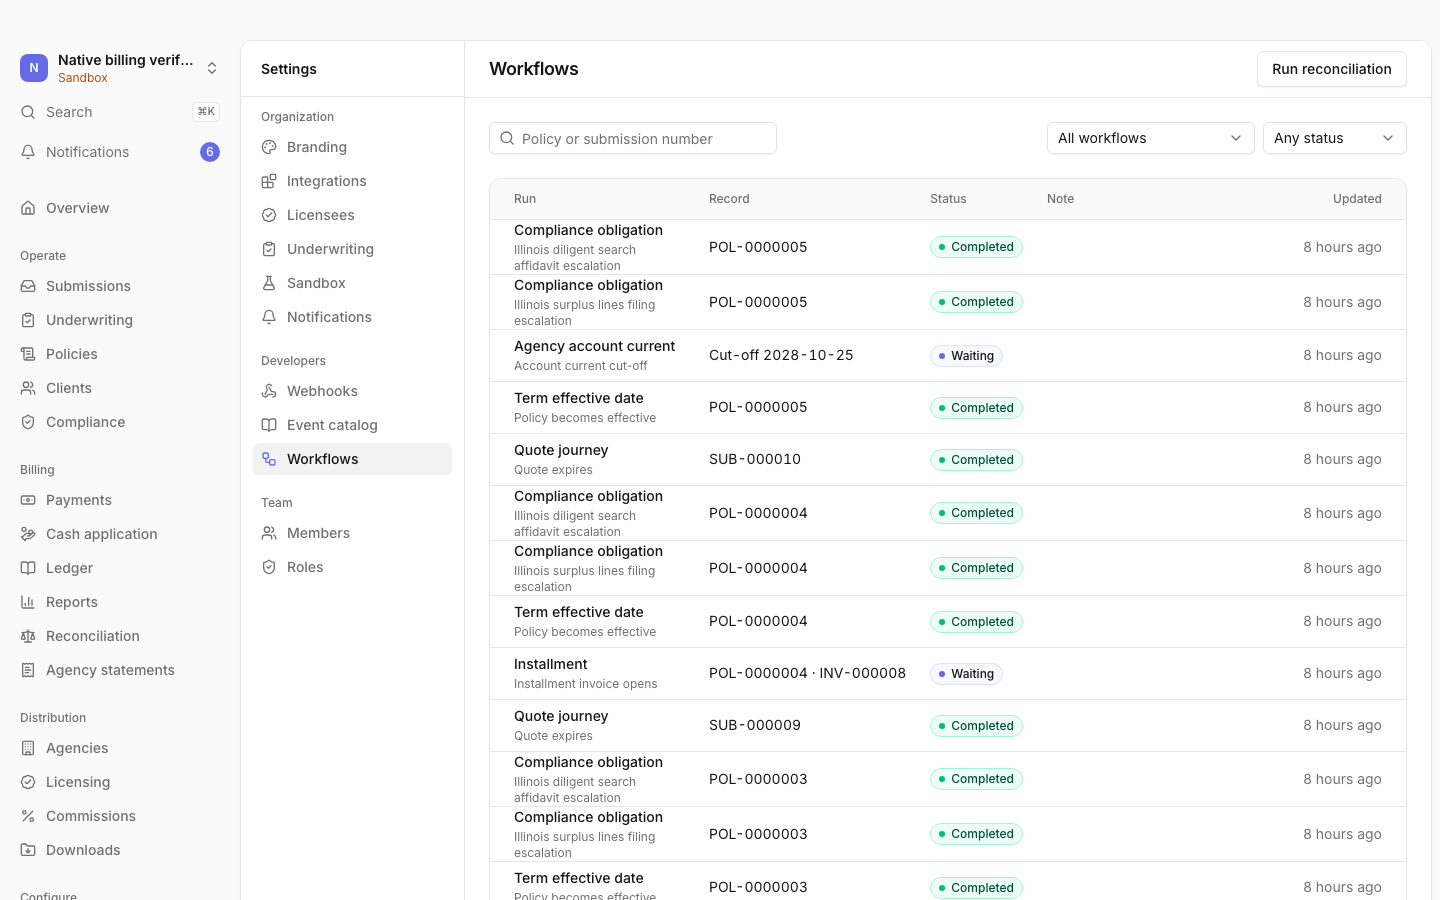 N
Native billing verif...
Sandbox
Search
⌘K
Notifications
6
Overview
Operate
Submissions
Underwriting
Policies
Clients
Compliance
Billing
Payments
Cash application
Ledger
Reports
Reconciliation
Agency statements
Distribution
Agencies
Licensing
Commissions
Downloads
Configure
Settings
Organization
Branding
Integrations
Licensees
Underwriting
Sandbox
Notifications
Developers
Webhooks
Event catalog
Workflows
Team
Members
Roles
Workflows
Run reconciliation
Policy or submission number
All workflows
Any status
Run Record Status Note Updated
Compliance obligation
Illinois diligent search
affidavit escalation
POL-0000005 Completed 8 hours ago
Compliance obligation
Illinois surplus lines filing
escalation
POL-0000005 Completed 8 hours ago
Agency account current
Account current cut-off
Cut-off 2028-10-25 Waiting 8 hours ago
Term effective date
Policy becomes effective
POL-0000005 Completed 8 hours ago
Quote journey
Quote expires
SUB-000010 Completed 8 hours ago
Compliance obligation
Illinois diligent search
affidavit escalation
POL-0000004 Completed 8 hours ago
Compliance obligation
Illinois surplus lines filing
escalation
POL-0000004 Completed 8 hours ago
Term effective date
Policy becomes effective
POL-0000004 Completed 8 hours ago
Installment
Installment invoice opens
POL-0000004 · INV-000008 Waiting 8 hours ago
Quote journey
Quote expires
SUB-000009 Completed 8 hours ago
Compliance obligation
Illinois diligent search
affidavit escalation
POL-0000003 Completed 8 hours ago
Compliance obligation
Illinois surplus lines filing
escalation
POL-0000003 Completed 8 hours ago
Term effective date
Policy becomes effective
POL-0000003 Completed 8 hours ago